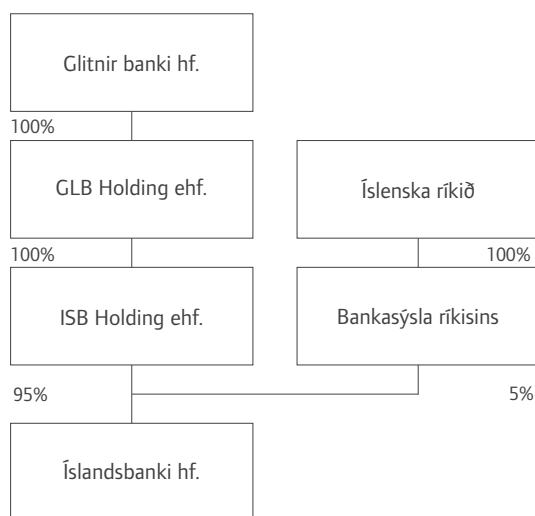 Glitnir banki hf.
100%
GLB Holding ehf.
Íslenska ríkið
100%
100%
ISB Holding ehf.
Bankasýsla ríkisins
95%
5%
Íslandsbanki hf.